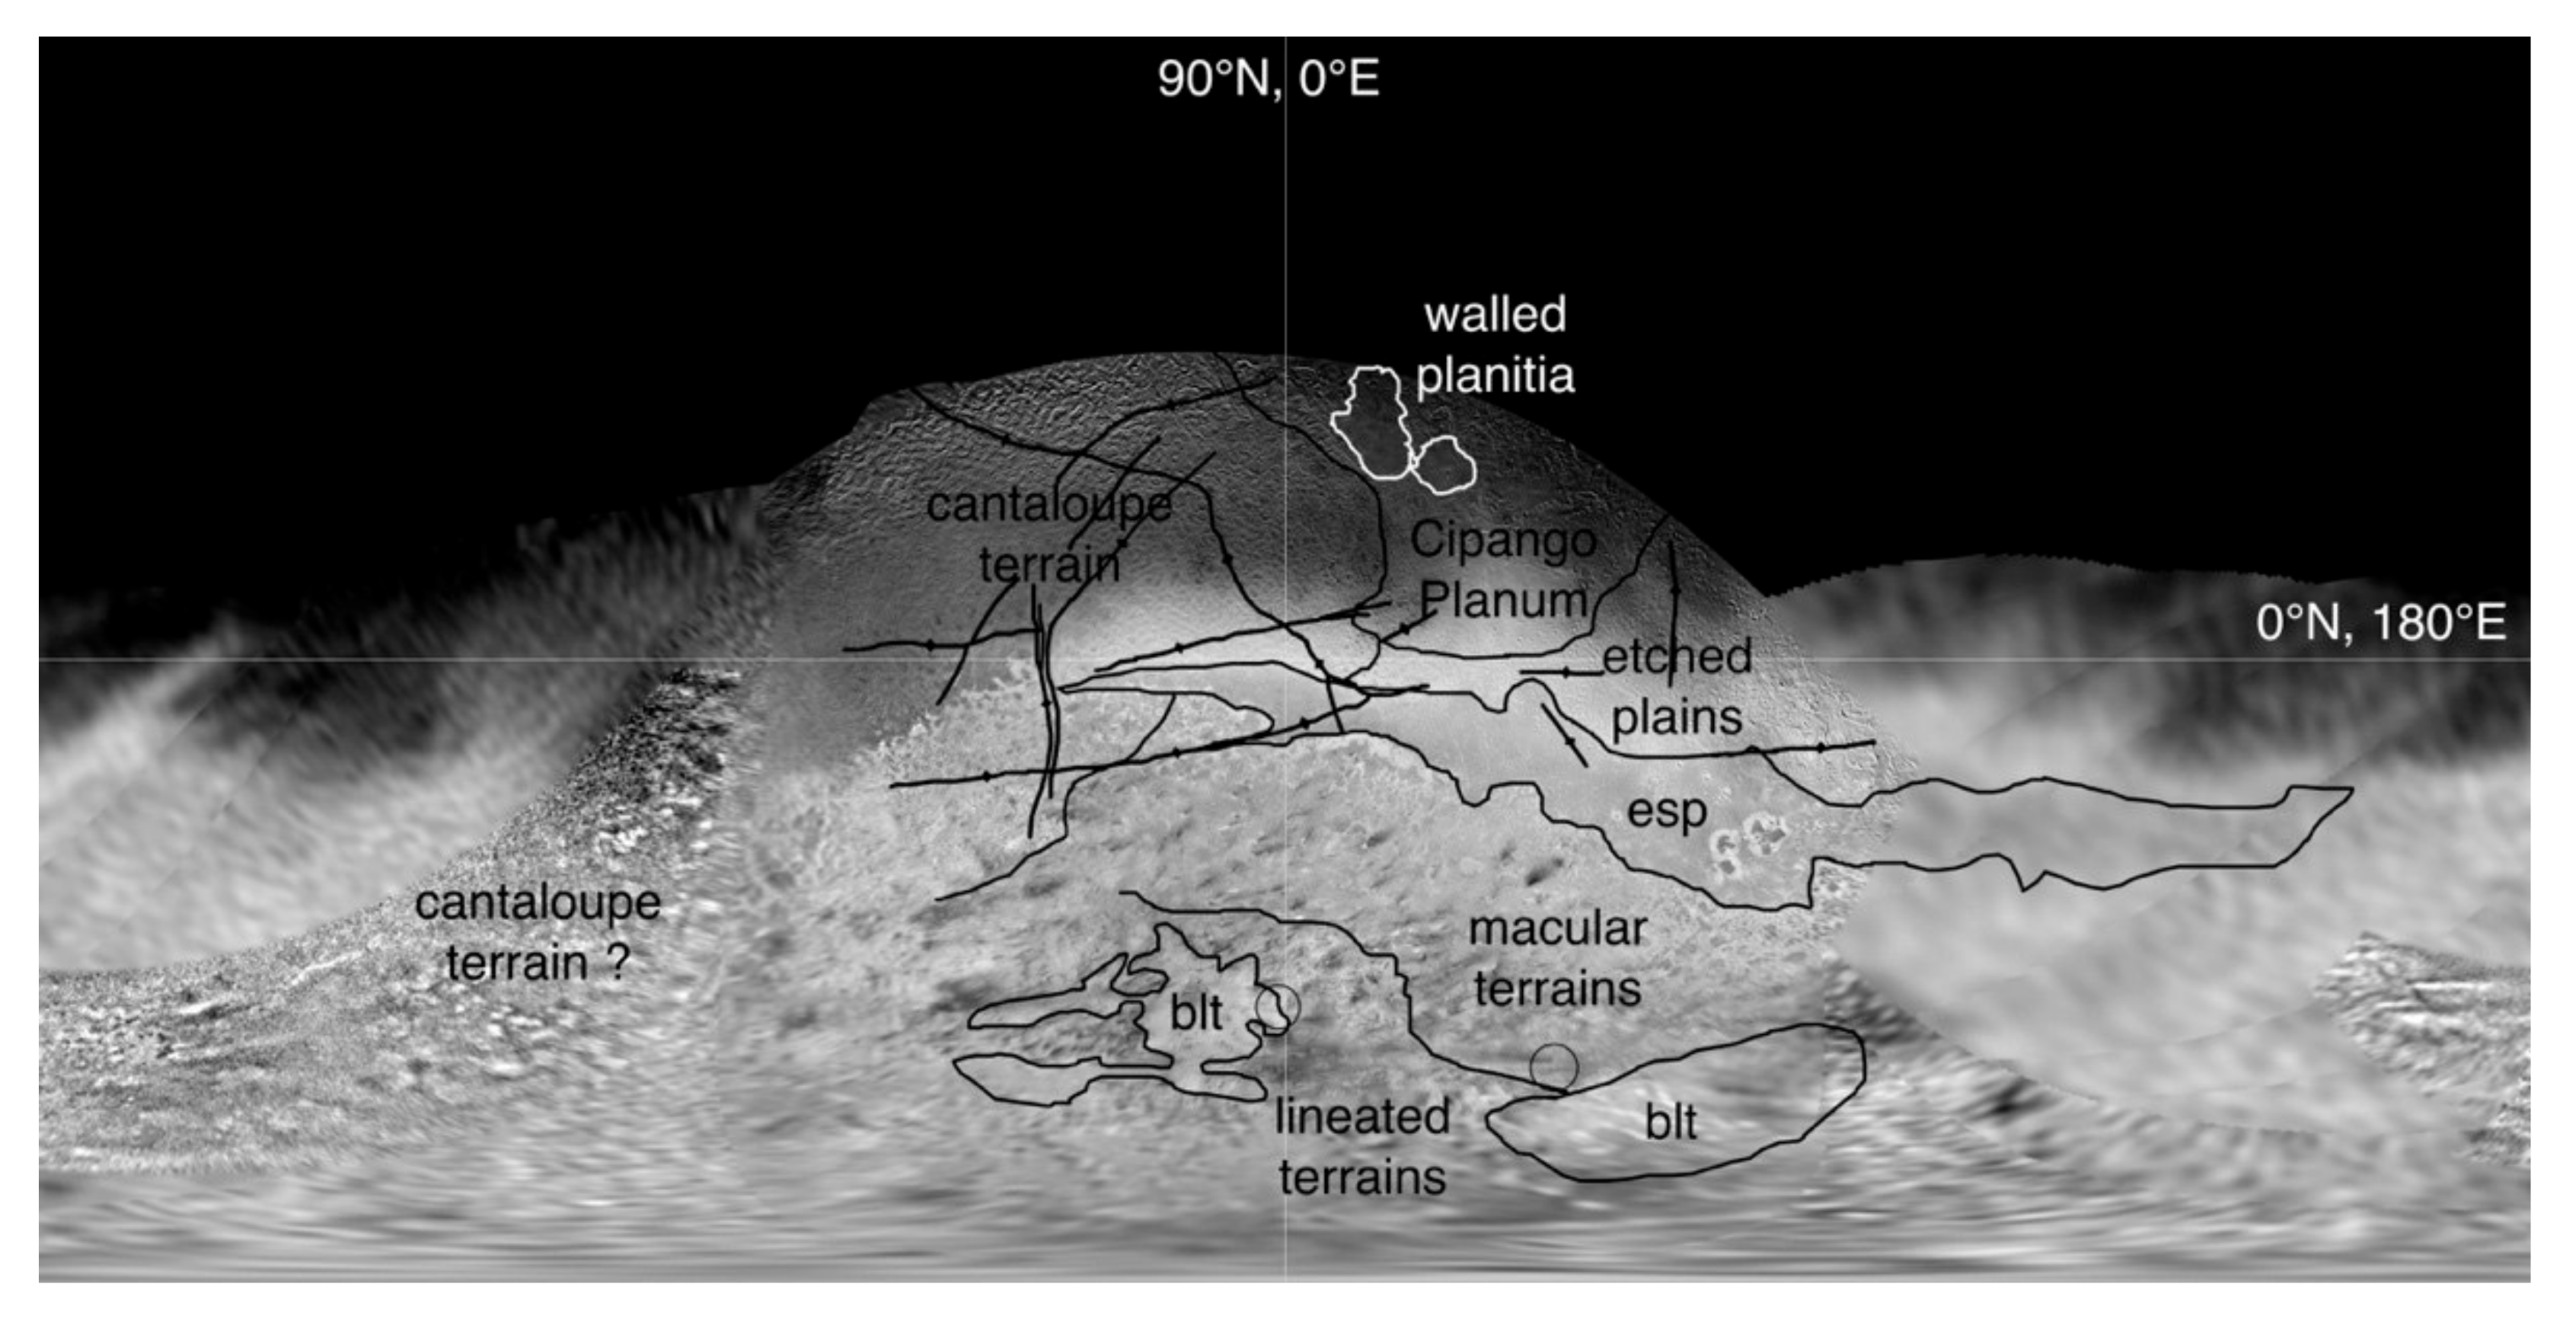 90°N, 0°E
walled
planitia
cantaloupe
terrain
Cipango
Planum
0°N, 180°E
etched
plains
esp
cantaloupe
terrain ?
macular
terrains
blt
lineated
terrains
blt